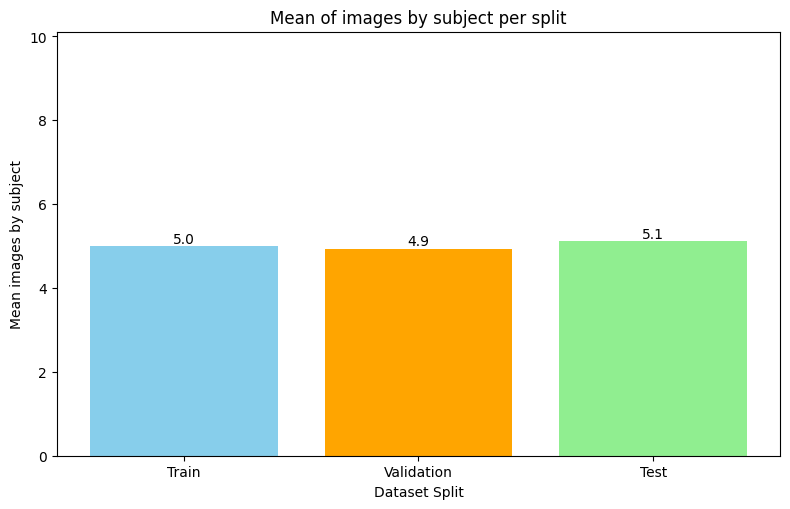 Mean of images by subject per split
Mean images by subject
10
8
6
4
2
0
5.0
4.9
5.1
Train
Validation
Test
Dataset Split